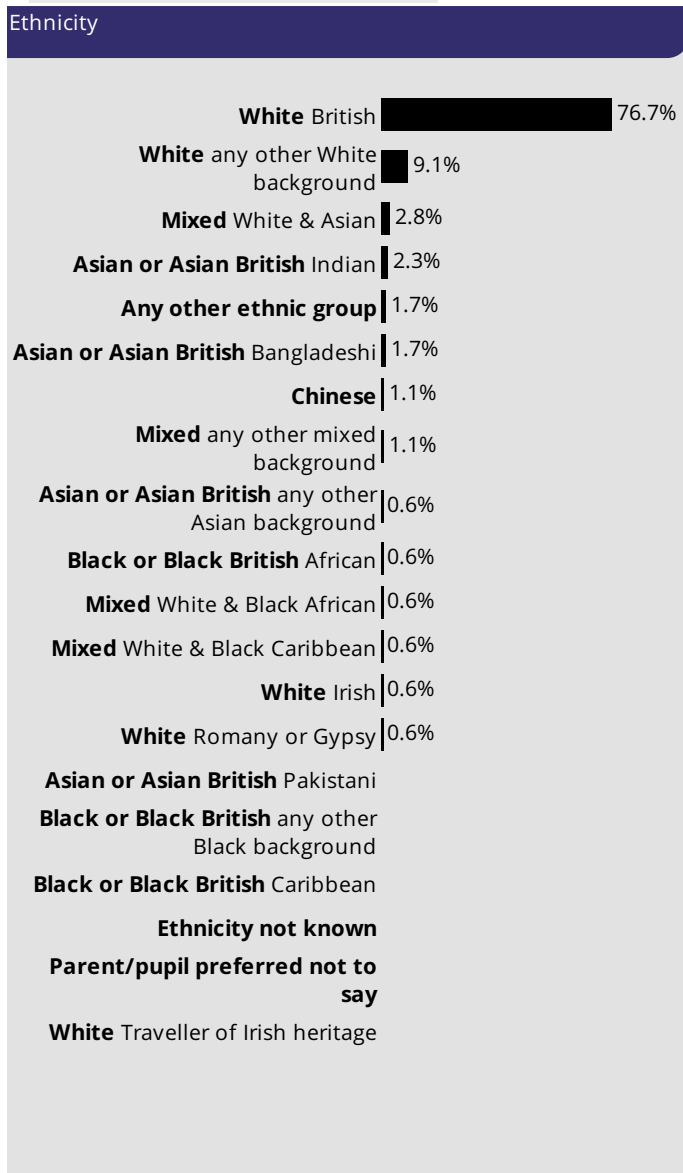 Ethnicity
White British 76.7%
White any other White
background 9.1%
Mixed White & Asian 2.8%
Asian or Asian British Indian 2.3%
Any other ethnic group 1.7%
Asian or Asian British Bangladeshi 1.7%
Chinese 1.1%
Mixed any other mixed
background 1.1%
Asian or Asian British any other
Asian background 0.6%
Black or Black British African 0.6%
Mixed White & Black African 0.6%
Mixed White & Black Caribbean 0.6%
White Irish 0.6%
White Romany or Gypsy 0.6%
Asian or Asian British Pakistani
Black or Black British any other
Black background
Black or Black British Caribbean
Ethnicity not known
Parent/pupil preferred not to
say
White Traveller of Irish heritage